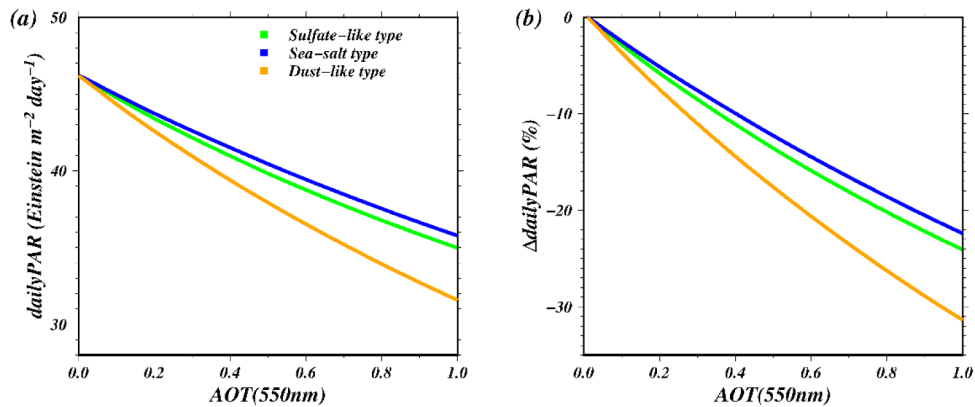 (a)
50
40
30
dailyPAR (Einstein m⁻² day⁻¹)
Sulfate-like type
Sea-salt type
Dust-like type
0.0 0.2 0.4 0.6 0.8 1.0
AOT(550nm)
(b)
0
-10
-20
-30
ΔdailyPAR (%)
0.0 0.2 0.4 0.6 0.8 1.0
AOT(550nm)